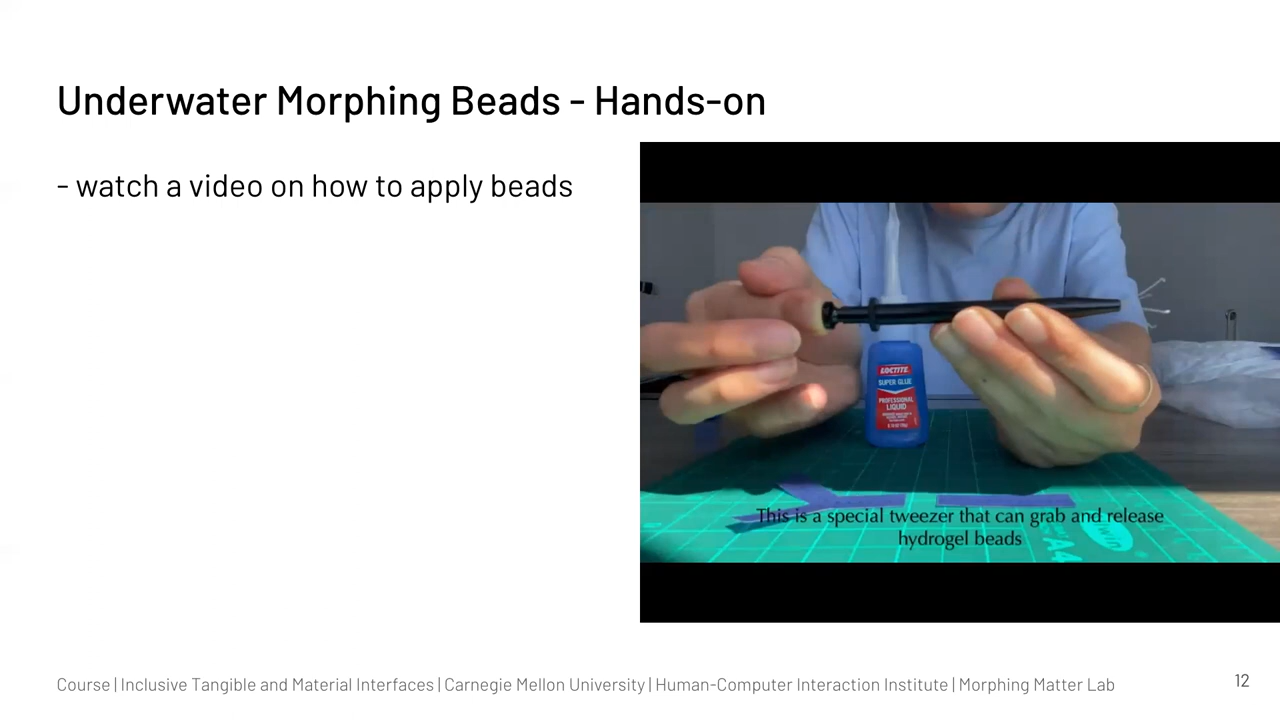 Underwater Morphing Beads - Hands-on
- watch a video on how to apply beads
LOCTITE
SUPER GLUE
PROFESSIONAL
LIQUID
This is a special tweezer that can grab and release
hydrogel beads
A4
Course | Inclusive Tangible and Material Interfaces | Carnegie Mellon University | Human-Computer Interaction Institute | Morphing Matter Lab
12